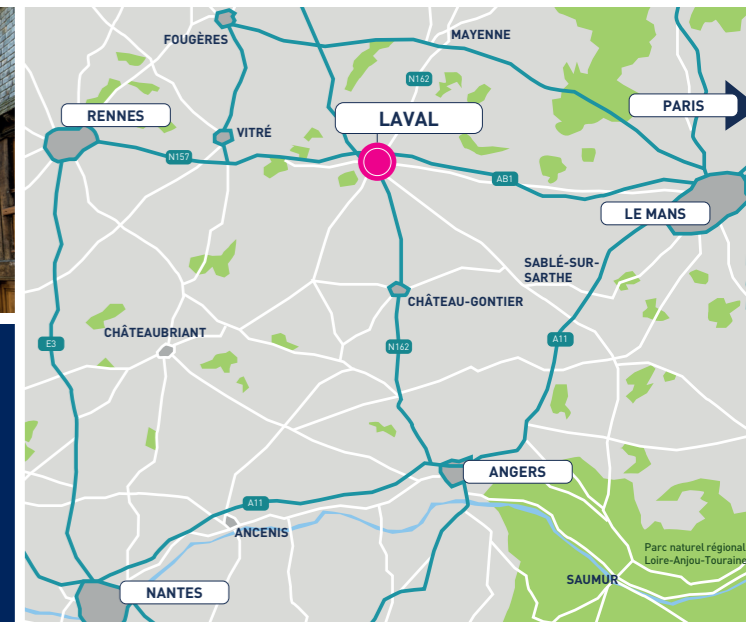 FOUGÈRES
MAYENNE
N162
RENNES
LAVAL
PARIS
VITRÉ
N157
AB1
LE MANS
SABLÉ-SUR-
SARTHE
CHÂTEAU-GONTIER
CHÂTEAUBRIANT
E3
N162
A11
ANGERS
A11
ANCENIS
Parc naturel régional
Loire-Anjou-Touraine
SAUMUR
NANTES